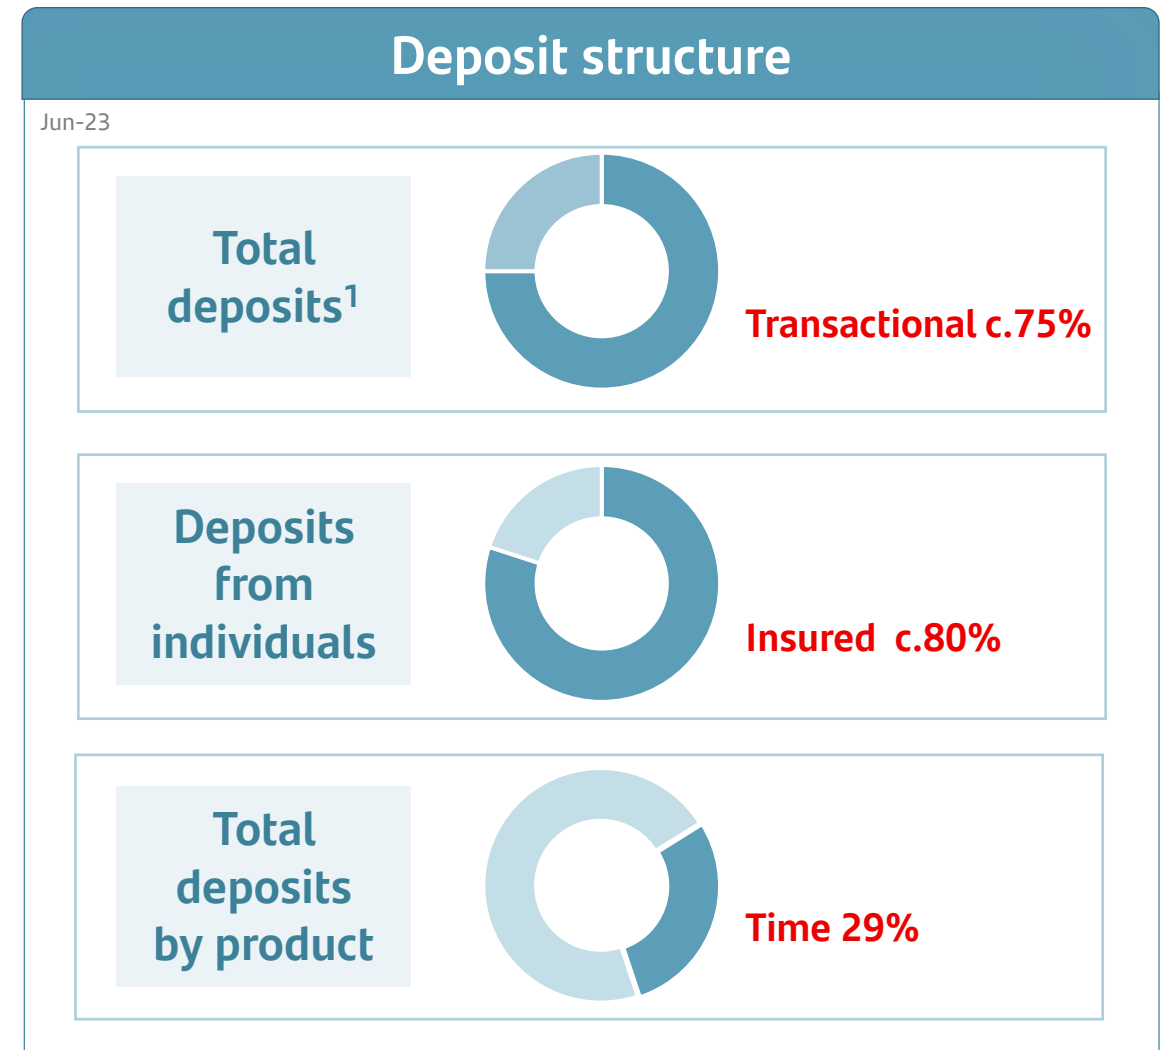 Deposit structure
Jun-23
Total
deposits¹
Transactional c.75%
Deposits
from
individuals
Insured c.80%
Total
deposits
by product
Time 29%